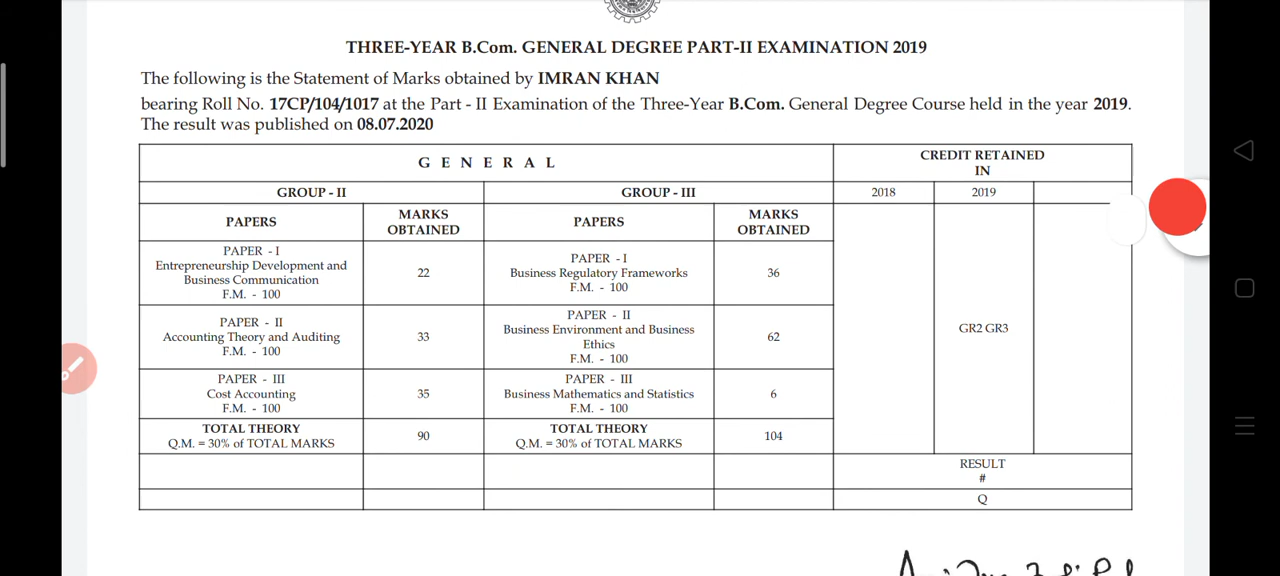 THREE-YEAR B.Com. GENERAL DEGREE PART-II EXAMINATION 2019
The following is the Statement of Marks obtained by IMRAN KHAN
bearing Roll No. 17CP/104/1017 at the Part - II Examination of the Three-Year B.Com. General Degree Course held in the year 2019.
The result was published on 08.07.2020
GENERAL
CREDIT RETAINED
IN
GROUP - II
GROUP - III
2018
2019
PAPERS
MARKS
OBTAINED
PAPERS
MARKS
OBTAINED
PAPER - I
Entrepreneurship Development and
Business Communication
F.M. - 100
22
PAPER - I
Business Regulatory Frameworks
F.M. - 100
36
PAPER - II
Accounting Theory and Auditing
F.M. - 100
33
PAPER - II
Business Environment and Business
Ethics
F.M. - 100
62
GR2 GR3
PAPER - III
Cost Accounting
F.M. - 100
35
PAPER - III
Business Mathematics and Statistics
F.M. - 100
6
TOTAL THEORY
Q.M. = 30% of TOTAL MARKS
90
TOTAL THEORY
Q.M. = 30% of TOTAL MARKS
104
RESULT
#
Q